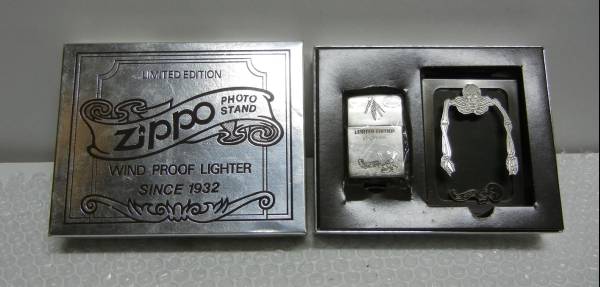 LIMITED EDITION
Zippo
PHOTO
STAND
WIND PROOF LIGHTER
SINCE 1932
LIMITED EDITION